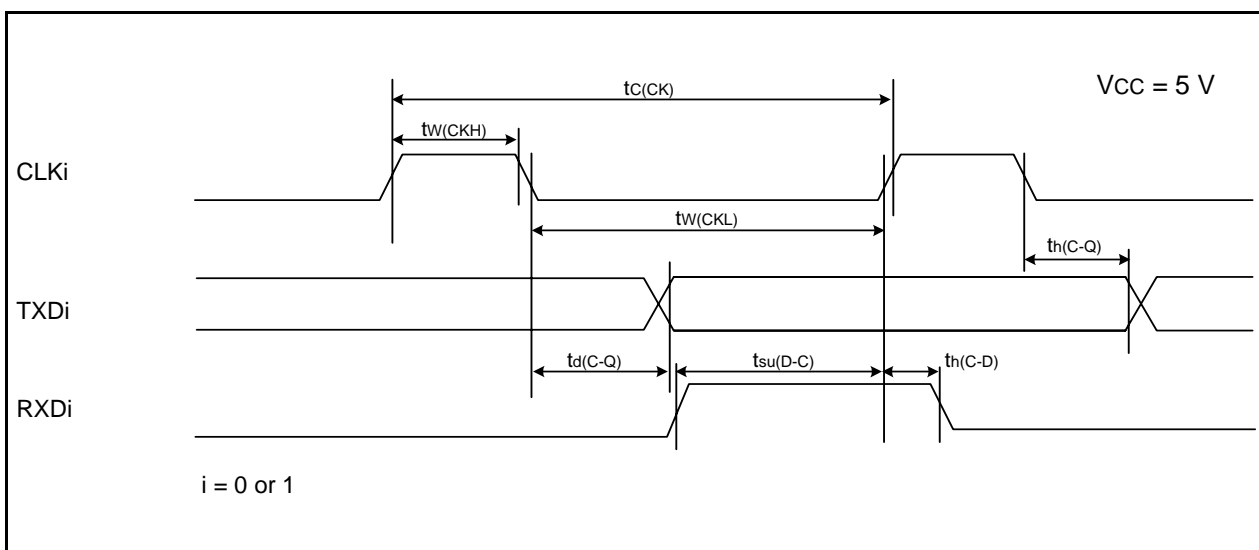 tC(CK)
VCC = 5 V
tW(CKH)
CLKi
tW(CKL)
th(C-Q)
TXDi
td(C-Q)
tsu(D-C)
th(C-D)
RXDi
i = 0 or 1